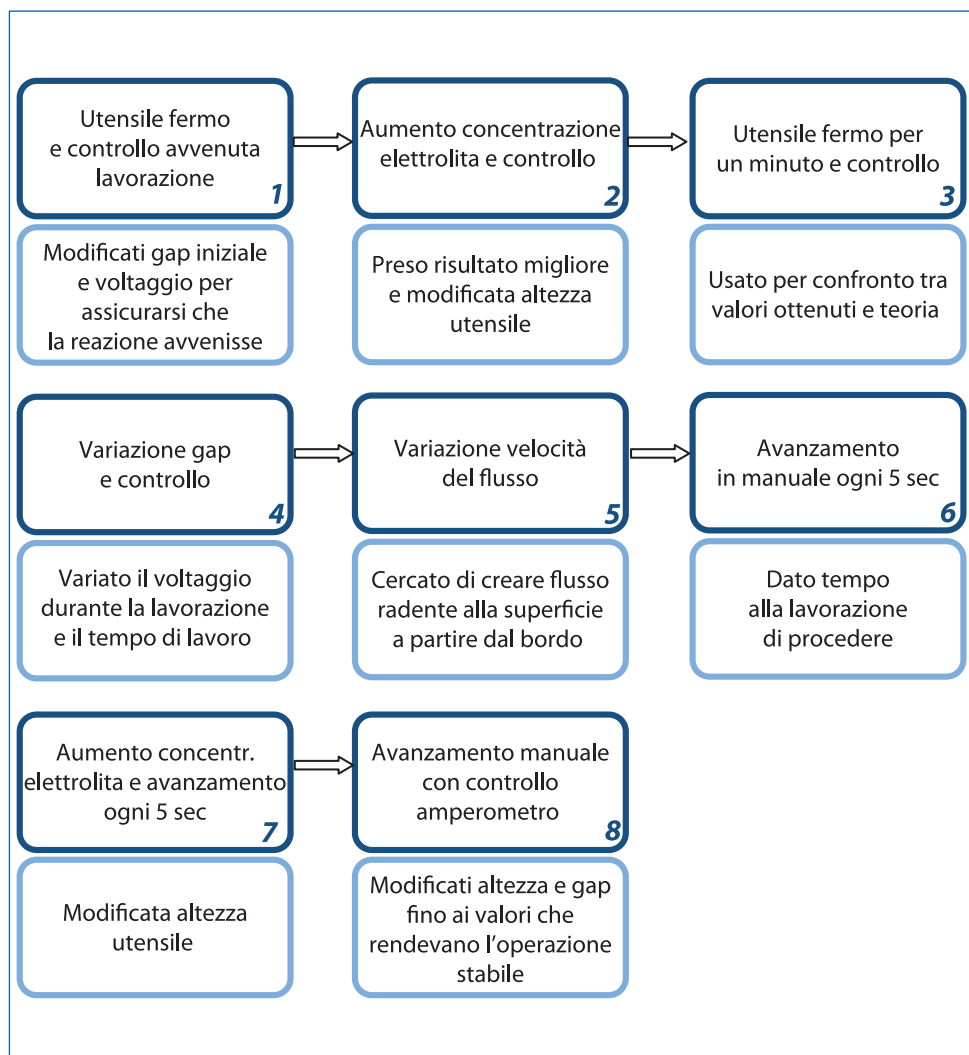 Utensile fermo
e controllo avvenuta
lavorazione
1
Aumento concentrazione
elettrolita e controllo
2
Utensile fermo per
un minuto e controllo
3
Modificati gap iniziale
e voltaggio per
assicurarsi che
la reazione avvenisse
Preso risultato migliore
e modificata altezza
utensile
Usato per confronto tra
valori ottenuti e teoria
Variazione gap
e controllo
4
Variazione velocità
del flusso
5
Avanzamento
in manuale ogni 5 sec
6
Variato il voltaggio
durante la lavorazione
e il tempo di lavoro
Cercato di creare flusso
radente alla superficie
a partire dal bordo
Dato tempo
alla lavorazione
di procedere
Aumento concentr.
elettrolita e avanzamento
ogni 5 sec
7
Avanzamento manuale
con controllo
amperometro
8
Modificata altezza
utensile
Modificati altezza e gap
fino ai valori che
rendevano l'operazione
stabile